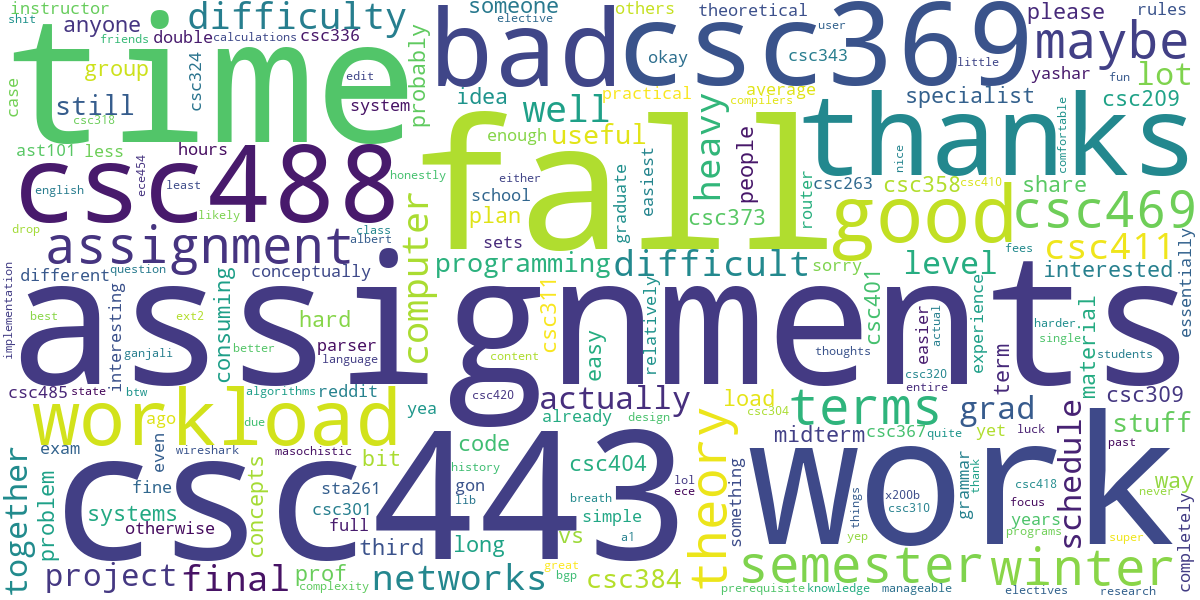 shit
instructor
anyone
difficulty
someone
elective
theoretical
others
please
rules
friends
double
calculations
csc336
time
bad
csc369
maybe
okay
csc343
user
little
group
case
csc324
edit
probably
yashar
fun
lot
still
system
idea
practical
average
compilers
specialist
csc209
csc318
well
heavy
thanks
comfortable
ast101
less
hours
enough
useful
people
nice
csc488
ece454
fall
honestly
either
easiest
router
csc263
csc358
csc410
share
english
least
likely
school
graduate
csc373
good
csc469
drop
class
albert
plan
sets
fees
csc411
essentially
assignment
computer
programming
difficult
sorry
level
interested
implementation
different
question
conceptually
consuming
interesting
assignments
csc311
relatively
csc401
experience
material
best
ext2
hard
easy
easier
actual
harder
single
students
ganjali
better
parser
language
content
thoughts
csc320
term
csc485
state
btw
algorithms
reddit
csc420
entire
csc309
workload
ago
due
yea
actually
already
design
load
csc304
terms
grad
stuff
together
exam
even
wireshark
masochistic
bit
code
theory
midterm
csc367
quite
yet
luck
schedule
past
problem
fine
concepts
sta261
history
csc404
lol
ece
something
work
grammar
thank
csc418
way
never
completely
csc443
systems
otherwise
csc301
full
gon
lib
breath
simple
a1
things
x200b
csc310
focus
years
programs
super
third
long
vs
yep
project
final
prof
complexity
networks
great
bgp
csc384
semester
winter
prerequisite
knowledge
manageable
electives
research